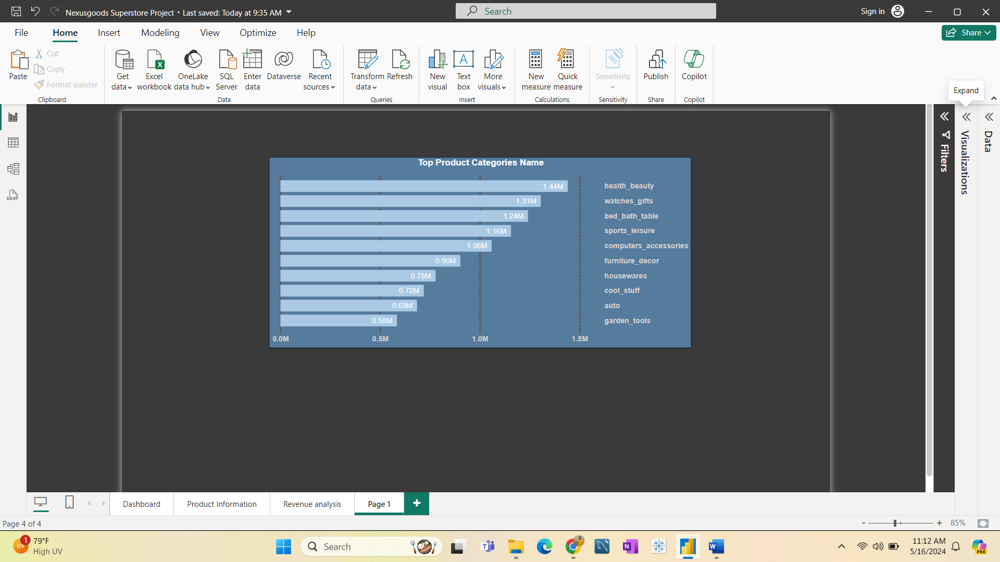 Nexusgoods Superstore Project • Last saved: Today at 9:35 AM
Search
Sign in
File Home Insert Modeling View Optimize Help
Share
Paste
Cut
Copy
Format painter
Clipboard
Get data
Excel workbook
OneLake data hub
SQL Server
Enter data
Dataverse
Recent sources
Data
Transform data
Refresh
Queries
New visual
Text box
More visuals
Insert
New measure
Quick measure
Calculations
Sensitivity
Sensitivity
Publish
Share
Copilot
Copilot
Expand
DAX
Filters
Visualizations
Data
Top Product Categories Name
1.44M health_beauty
1.31M watches_gifts
1.24M bed_bath_table
1.16M sports_leisure
1.06M computers_accessories
0.90M furniture_decor
0.78M housewares
0.72M cool_stuff
0.69M auto
0.58M garden_tools
0.0M 0.5M 1.0M 1.5M
Dashboard Product Information Revenue analysis Page 1 +
Page 4 of 4
- + 85%
UV 1
79°F
High UV
Search
11:12 AM
5/16/2024
PRE